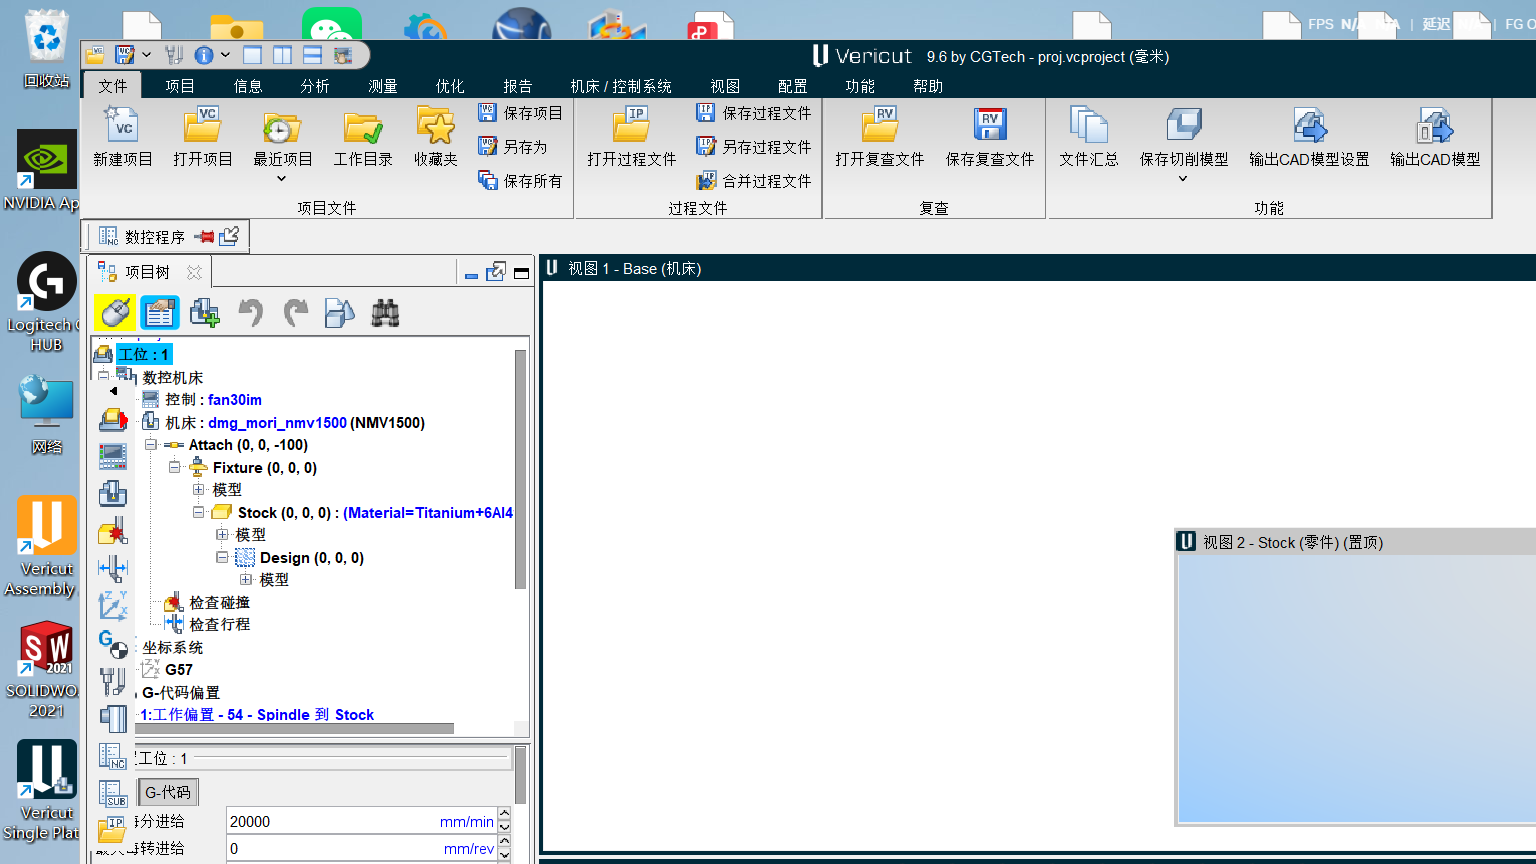 FPS N/A N/A | 延迟 N/A | FG O
Vericut 9.6 by CGTech - proj.vcproject (毫米)
文件 项目 信息 分析 测量 优化 报告 机床 / 控制系统 视图 配置 功能 帮助
新建项目 打开项目 最近项目 工作目录 收藏夹
保存项目
另存为
保存所有
项目文件
打开过程文件
保存过程文件
另存过程文件
合并过程文件
过程文件
打开复查文件 保存复查文件
复查
文件汇总 保存切削模型 输出CAD模型设置 输出CAD模型
功能
回收站
NVIDIA Ap
Logitech G
HUB
网络
Vericut
Assembly
SOLIDWO
2021
Vericut
Single Plat
数控程序
项目树
工位 : 1
数控机床
控制 : fan30im
机床 : dmg_mori_nmv1500 (NMV1500)
Attach (0, 0, -100)
Fixture (0, 0, 0)
模型
Stock (0, 0, 0) : (Material=Titanium+6Al4
模型
Design (0, 0, 0)
模型
检查碰撞
检查行程
坐标系统
G57
G-代码偏置
1:工作偏置 - 54 - Spindle 到 Stock
工位 : 1
G-代码
每分进给 20000 mm/min
最大每转进给 0 mm/rev
视图 1 - Base (机床)
视图 2 - Stock (零件) (置顶)